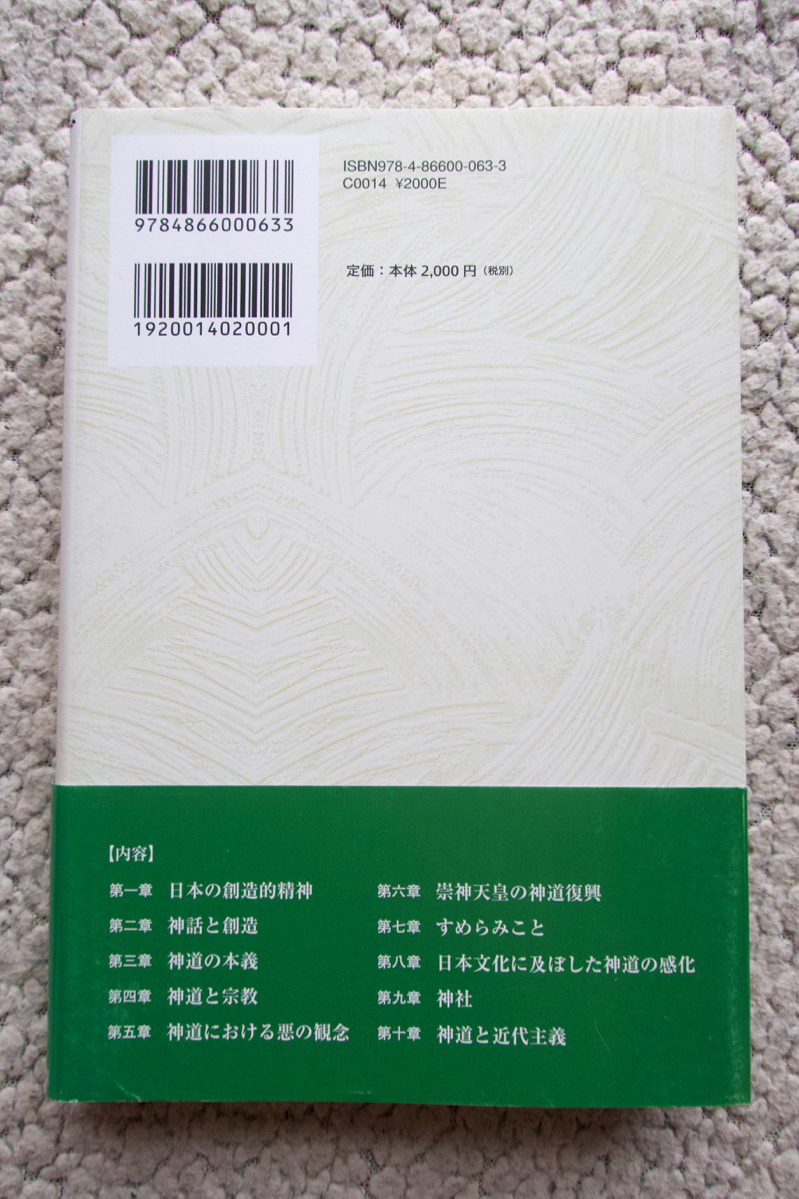 ISBN978-4-86600-063-3
C0014 ¥2000E
9784866000633
定価：本体 2,000 円（税別）
1920014020001
【内容】
第一章 日本の創造的精神
第二章 神話と創造
第三章 神道の本義
第四章 神道と宗教
第五章 神道における悪の観念
第六章 崇神天皇の神道復興
第七章 すめらみこと
第八章 日本文化に及ぼした神道の感化
第九章 神社
第十章 神道と近代主義